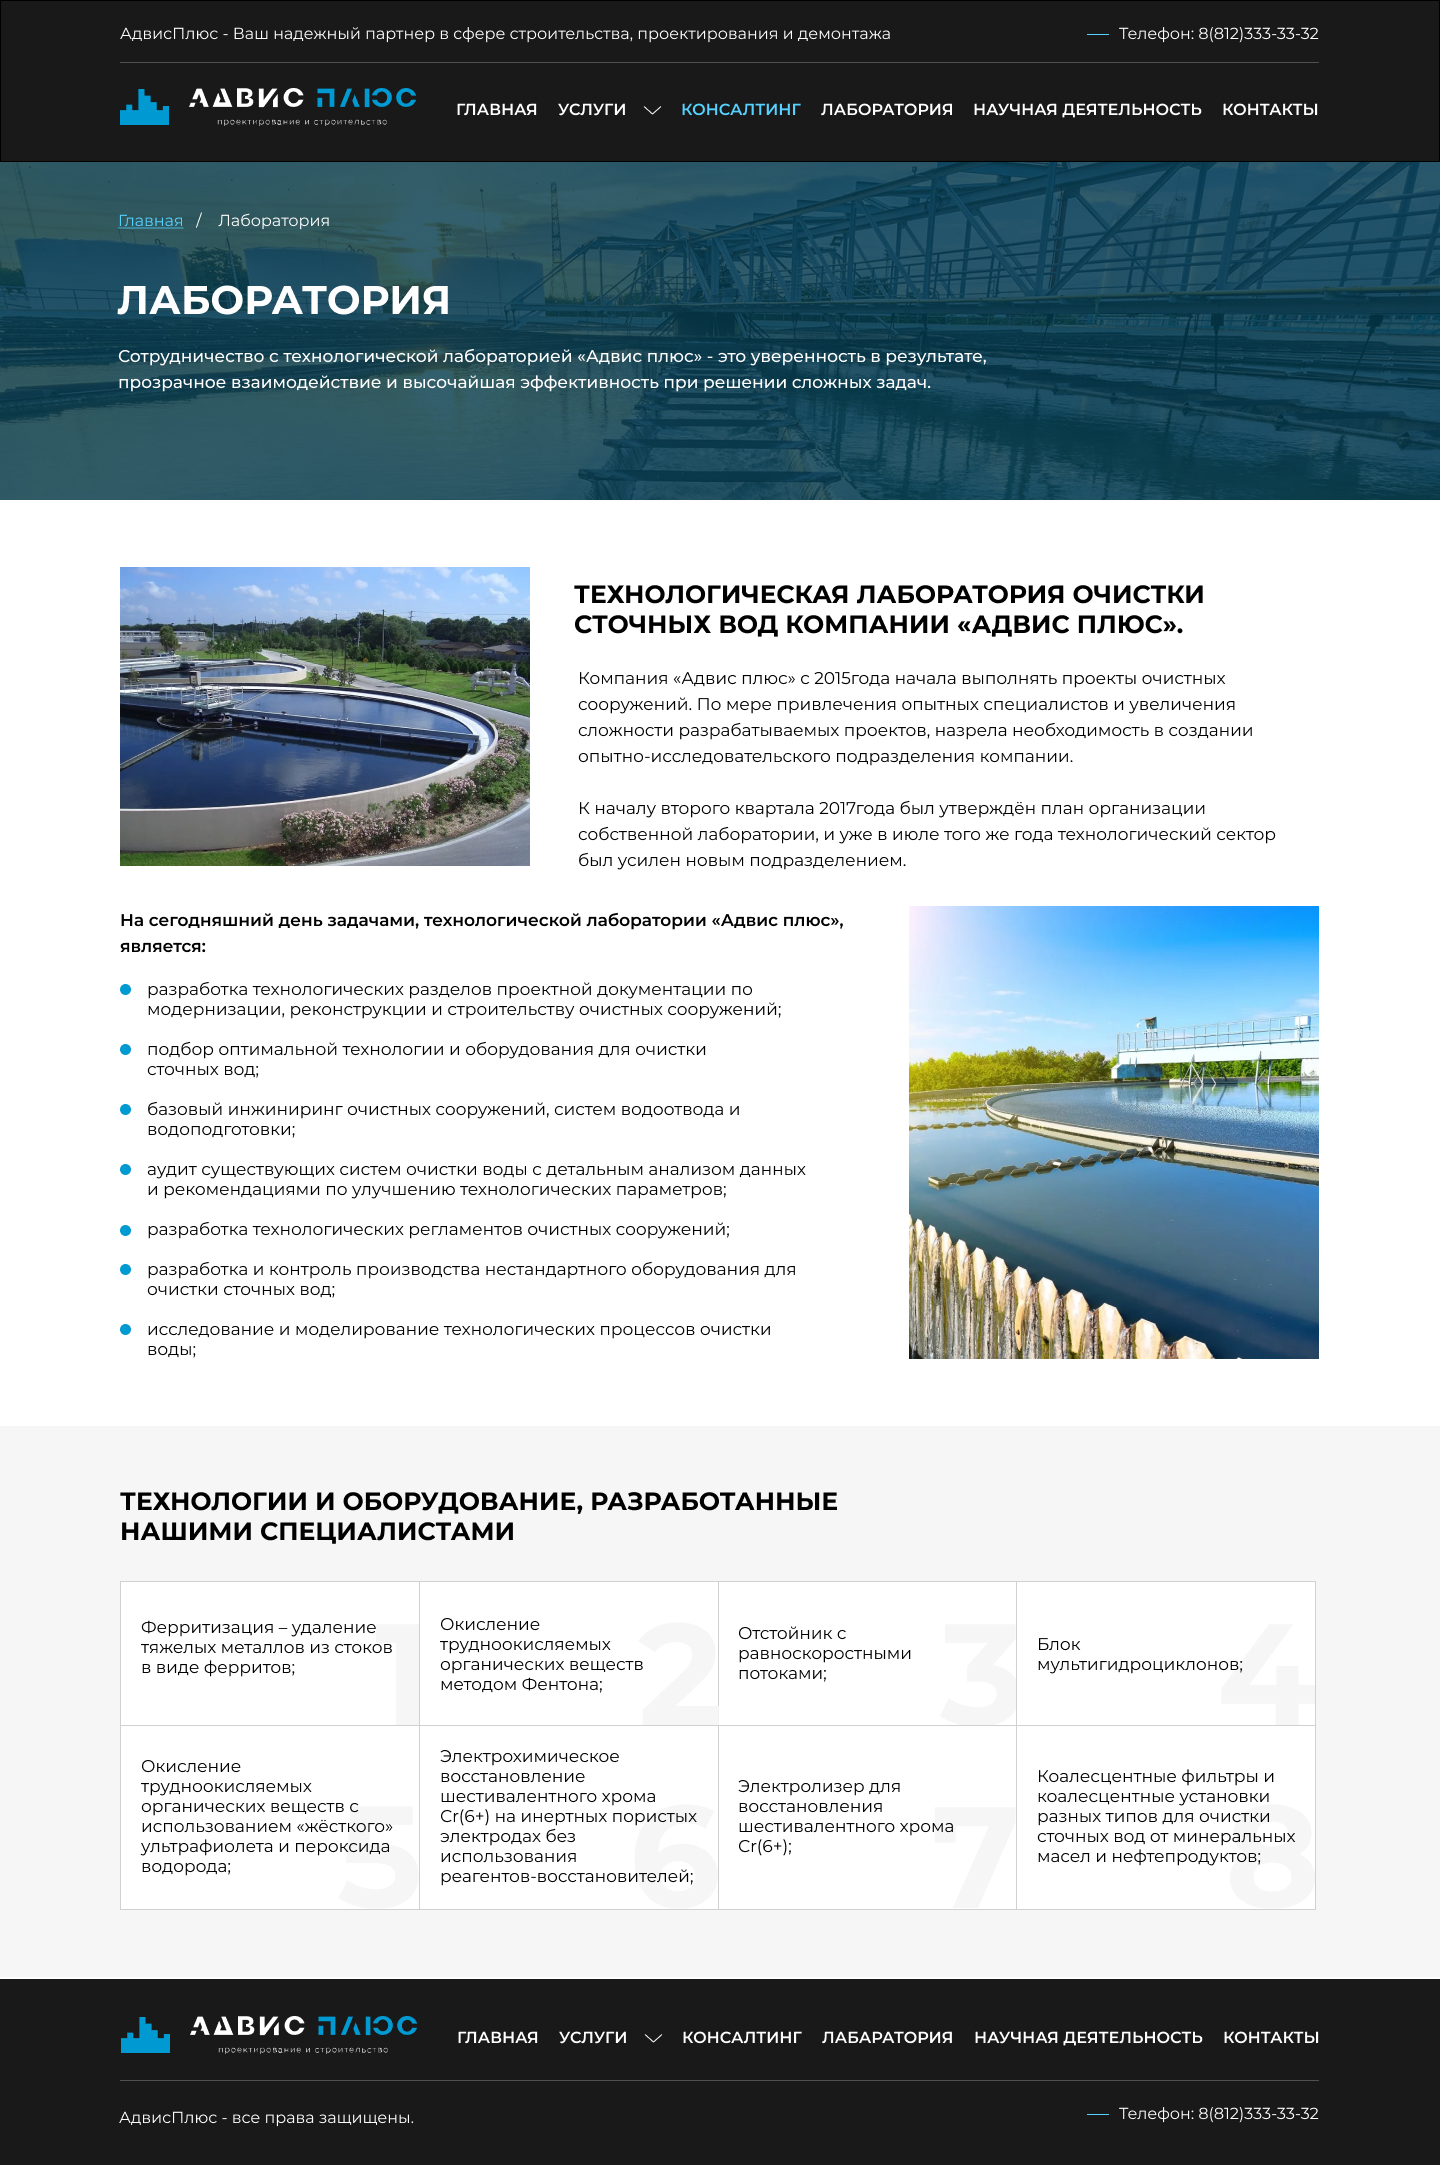 АдвисПлюс - Ваш надежный партнер в сфере строительства, проектирования и демонтажа
Телефон: 8(812)333-33-32
АДВИС ПЛЮС
проектирование и строительство
ГЛАВНАЯ УСЛУГИ КОНСАЛТИНГ ЛАБОРАТОРИЯ НАУЧНАЯ ДЕЯТЕЛЬНОСТЬ КОНТАКТЫ
Главная / Лаборатория
ЛАБОРАТОРИЯ
Сотрудничество с технологической лабораторией «Адвис плюс» - это уверенность в результате,
прозрачное взаимодействие и высочайшая эффективность при решении сложных задач.
ТЕХНОЛОГИЧЕСКАЯ ЛАБОРАТОРИЯ ОЧИСТКИ
СТОЧНЫХ ВОД КОМПАНИИ «АДВИС ПЛЮС».
Компания «Адвис плюс» с 2015года начала выполнять проекты очистных
сооружений. По мере привлечения опытных специалистов и увеличения
сложности разрабатываемых проектов, назрела необходимость в создании
опытно-исследовательского подразделения компании.
К началу второго квартала 2017года был утверждён план организации
собственной лаборатории, и уже в июле того же года технологический сектор
был усилен новым подразделением.
На сегодняшний день задачами, технологической лаборатории «Адвис плюс»,
является:
разработка технологических разделов проектной документации по
модернизации, реконструкции и строительству очистных сооружений;
подбор оптимальной технологии и оборудования для очистки
сточных вод;
базовый инжиниринг очистных сооружений, систем водоотвода и
водоподготовки;
аудит существующих систем очистки воды с детальным анализом данных
и рекомендациями по улучшению технологических параметров;
разработка технологических регламентов очистных сооружений;
разработка и контроль производства нестандартного оборудования для
очистки сточных вод;
исследование и моделирование технологических процессов очистки
воды;
ТЕХНОЛОГИИ И ОБОРУДОВАНИЕ, РАЗРАБОТАННЫЕ
НАШИМИ СПЕЦИАЛИСТАМИ
Ферритизация – удаление
тяжелых металлов из стоков
в виде ферритов;
1
Окисление
трудноокисляемых
органических веществ
методом Фентона;
2
Отстойник с
равноскоростными
потоками;
3
Блок
мультигидроциклонов;
4
Окисление
трудноокисляемых
органических веществ с
использованием «жёсткого»
ультрафиолета и пероксида
водорода;
5
Электрохимическое
восстановление
шестивалентного хрома
Cr(6+) на инертных пористых
электродах без
использования
реагентов-восстановителей;
6
Электролизер для
восстановления
шестивалентного хрома
Cr(6+);
7
Коалесцентные фильтры и
коалесцентные установки
разных типов для очистки
сточных вод от минеральных
масел и нефтепродуктов;
8
АДВИС ПЛЮС
проектирование и строительство
ГЛАВНАЯ УСЛУГИ КОНСАЛТИНГ ЛАБАРАТОРИЯ НАУЧНАЯ ДЕЯТЕЛЬНОСТЬ КОНТАКТЫ
АдвисПлюс - все права защищены.
Телефон: 8(812)333-33-32